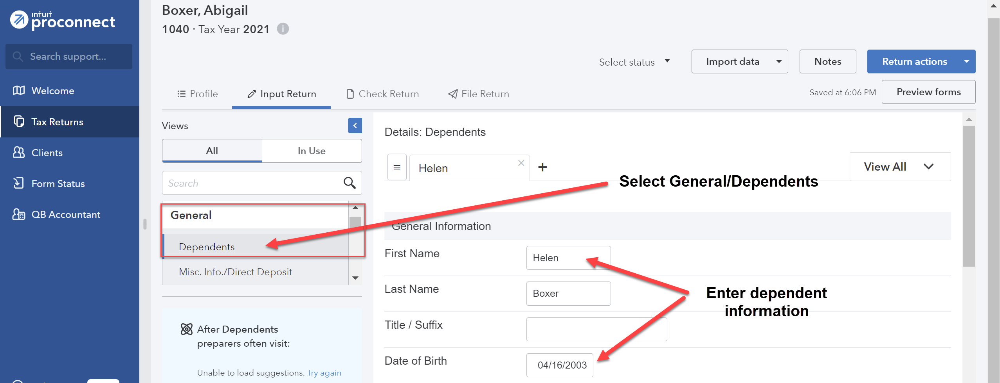 intuit
proconnect
Search support...
Welcome
Tax Returns
Clients
Form Status
QB Accountant
Boxer, Abigail
1040 · Tax Year 2021
Select status
Import data
Notes
Return actions
Profile
Input Return
Check Return
File Return
Saved at 6:06 PM
Preview forms
Views
All
In Use
Search
General
Dependents
Misc. Info./Direct Deposit
After Dependents
preparers often visit:
Unable to load suggestions. Try again
Details: Dependents
Helen
View All
Select General/Dependents
General Information
First Name
Helen
Last Name
Boxer
Enter dependent
information
Title / Suffix
Date of Birth
04/16/2003